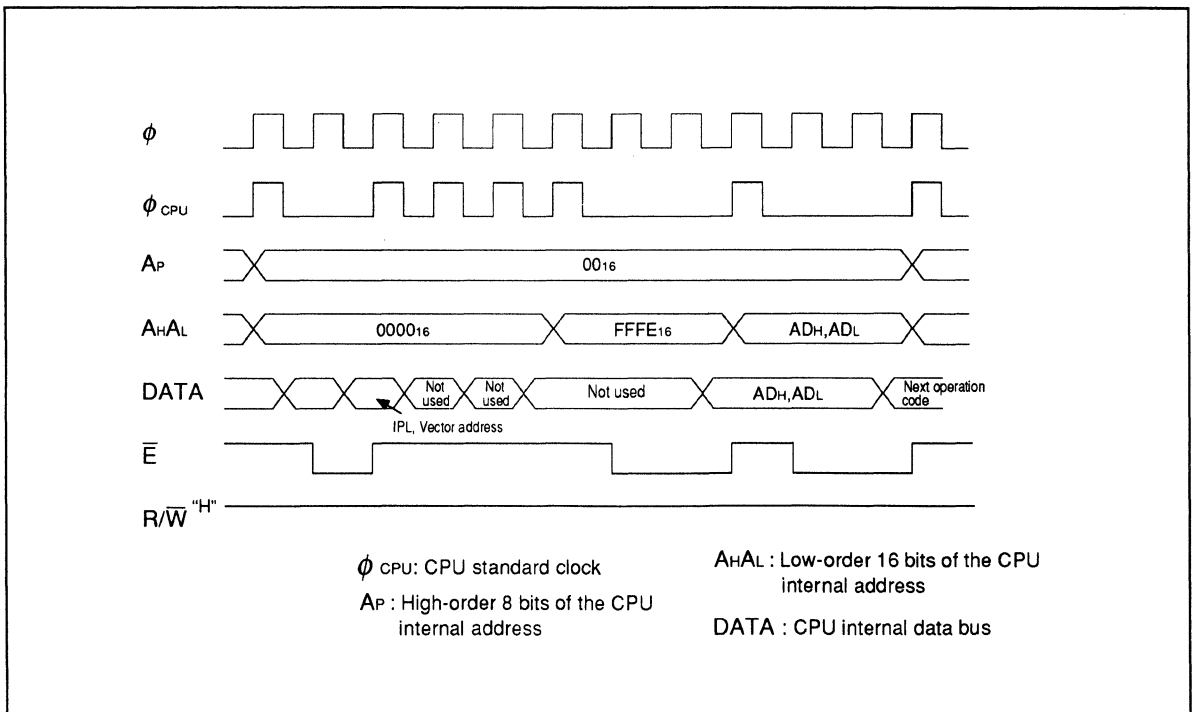 ϕ
ϕ CPU
AP 00₁₆
AHAL 0000₁₆ FFFE₁₆ ADH,ADL
DATA Not used Not used Not used ADH,ADL Next operation code
IPL, Vector address
E̅
R/W̅ "H"
ϕ CPU: CPU standard clock
AP : High-order 8 bits of the CPU
internal address
AHAL : Low-order 16 bits of the CPU
internal address
DATA : CPU internal data bus